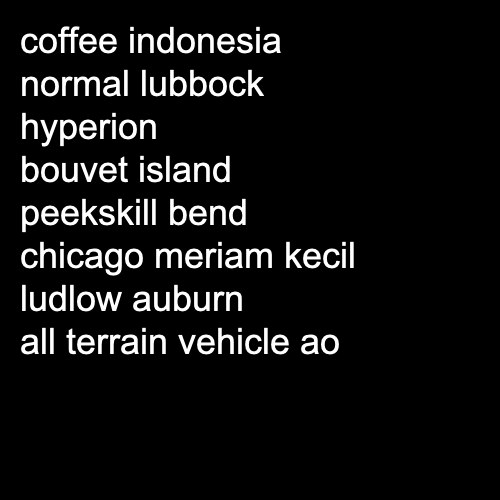 coffee indonesia
normal lubbock
hyperion
bouvet island
peekskill bend
chicago meriam kecil
ludlow auburn
all terrain vehicle ao